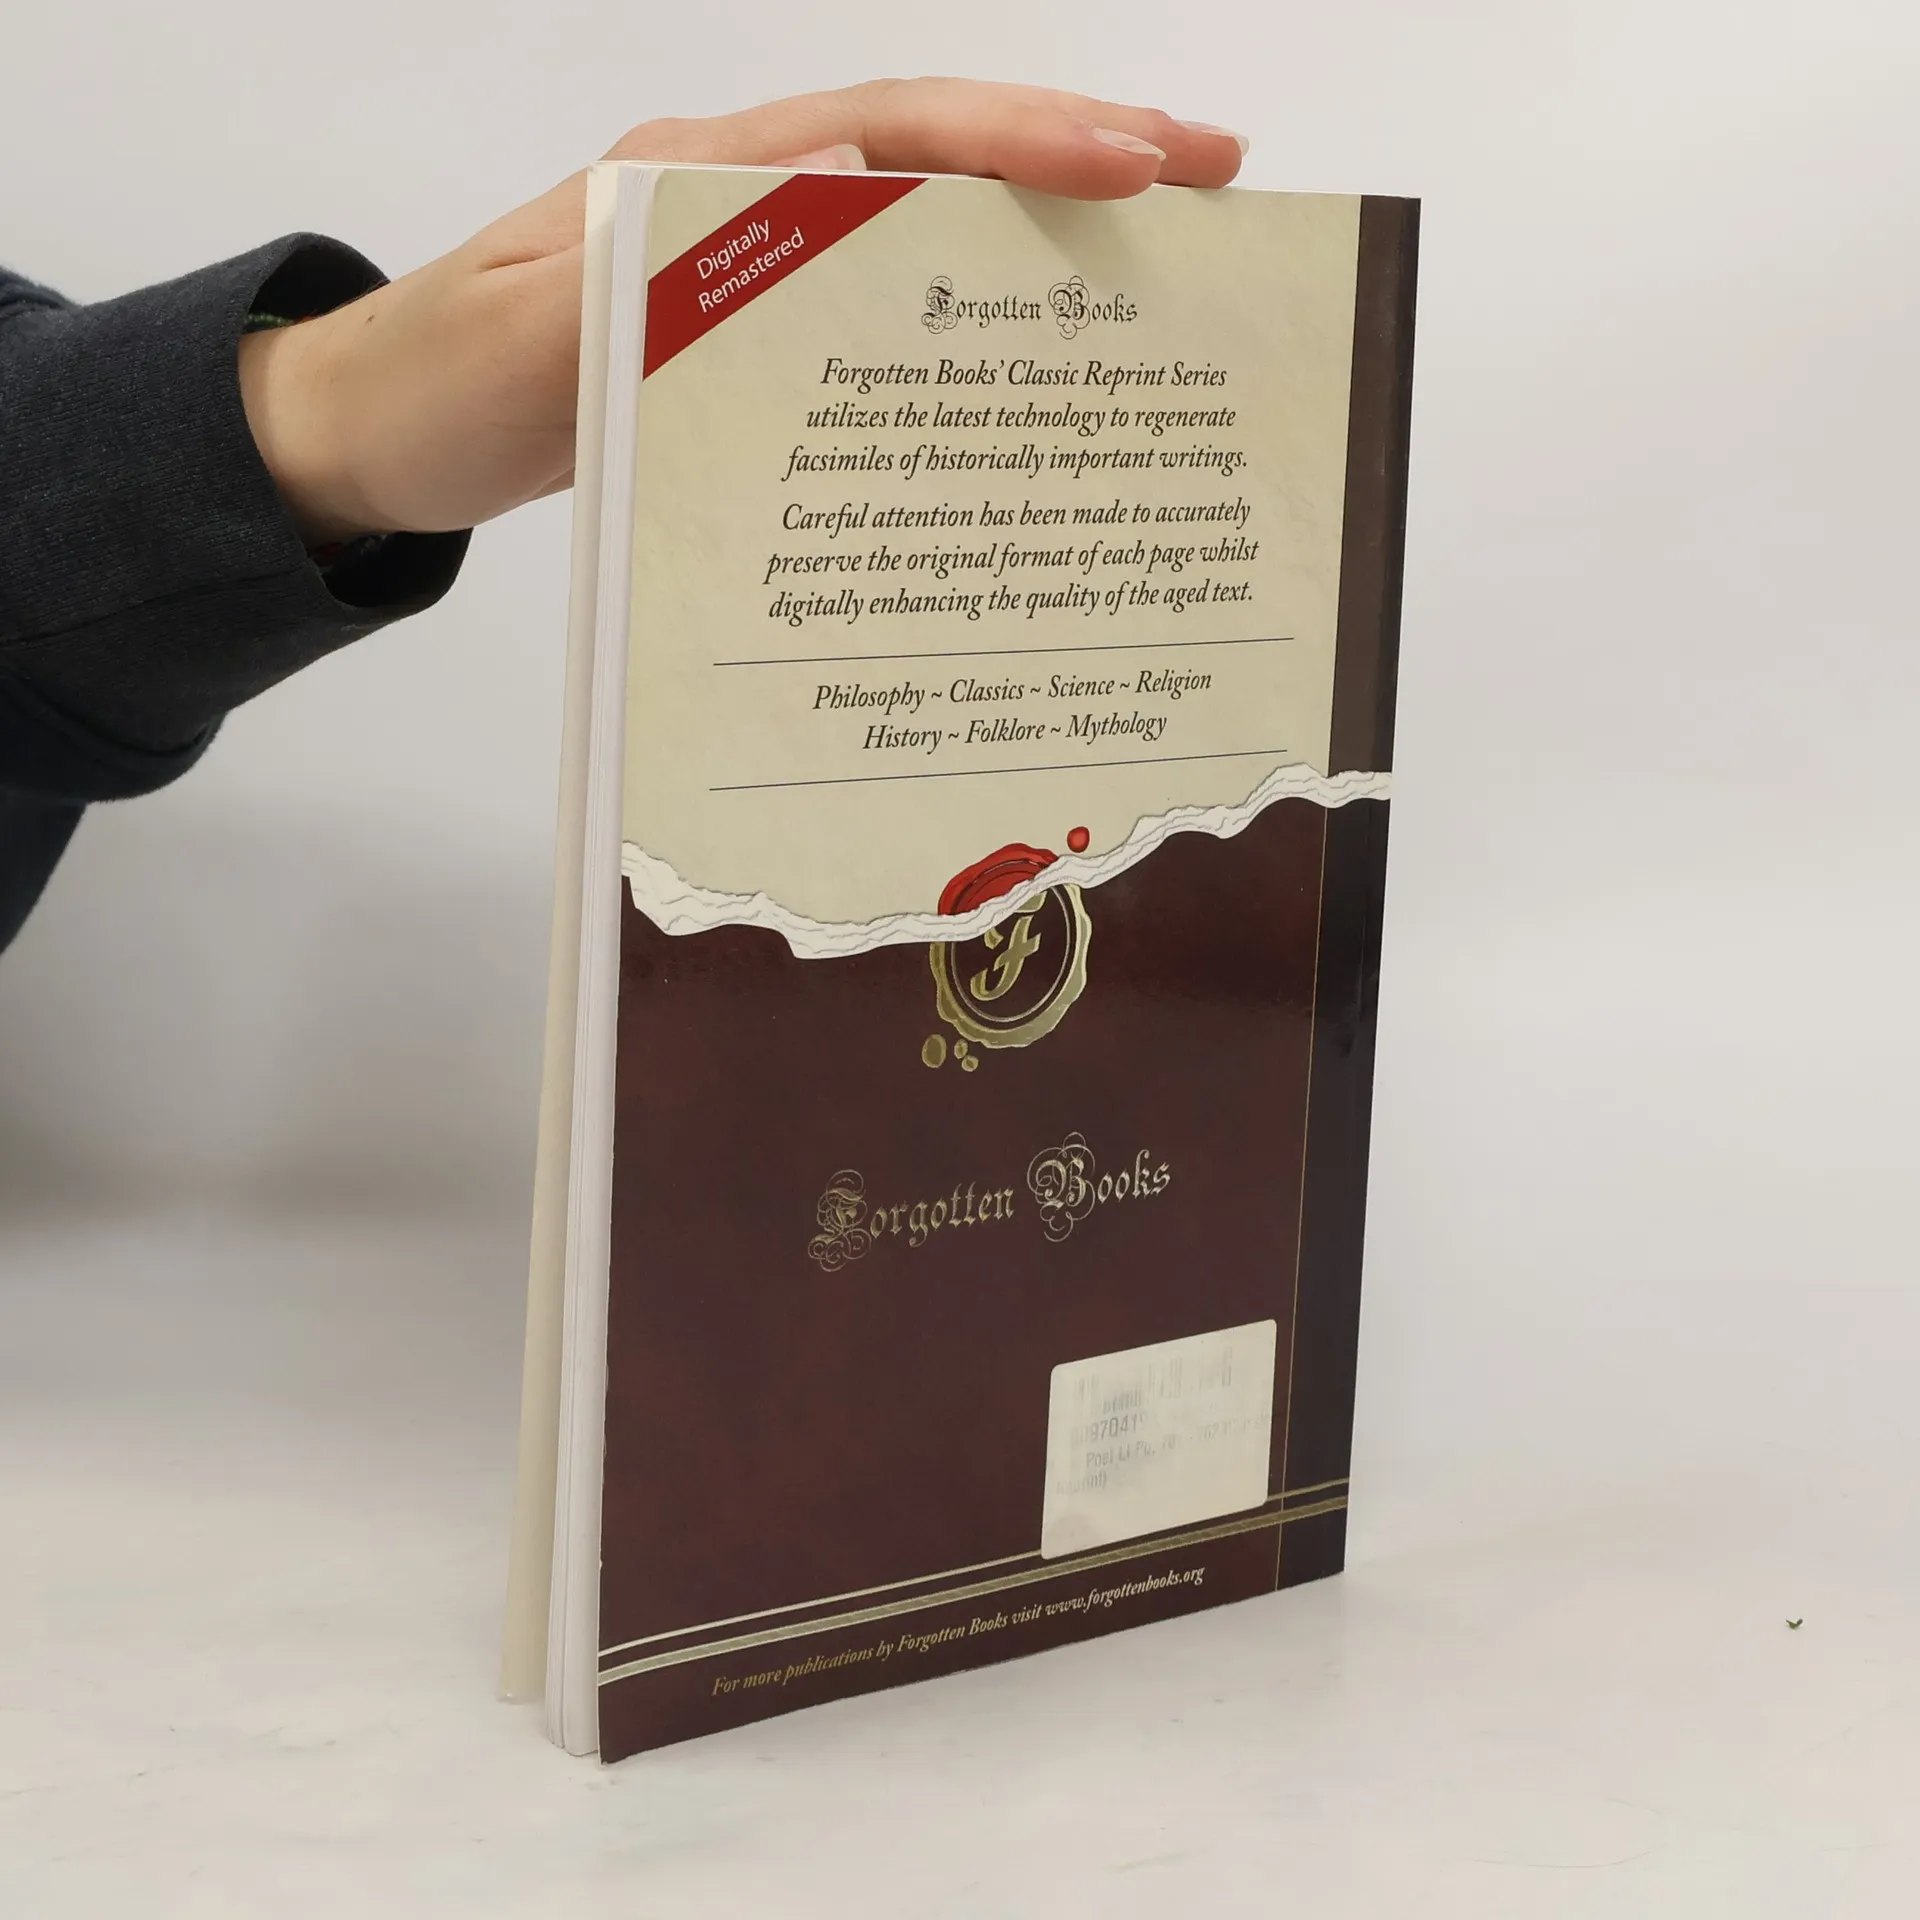 Digitally
Remastered
Forgotten Books
Forgotten Books' Classic Reprint Series
utilizes the latest technology to regenerate
facsimiles of historically important writings.
Careful attention has been made to accurately
preserve the original format of each page whilst
digitally enhancing the quality of the aged text.
Philosophy ~ Classics ~ Science ~ Religion
History ~ Folklore ~ Mythology
F
Forgotten Books
For more publications by Forgotten Books visit www.forgottenbooks.org